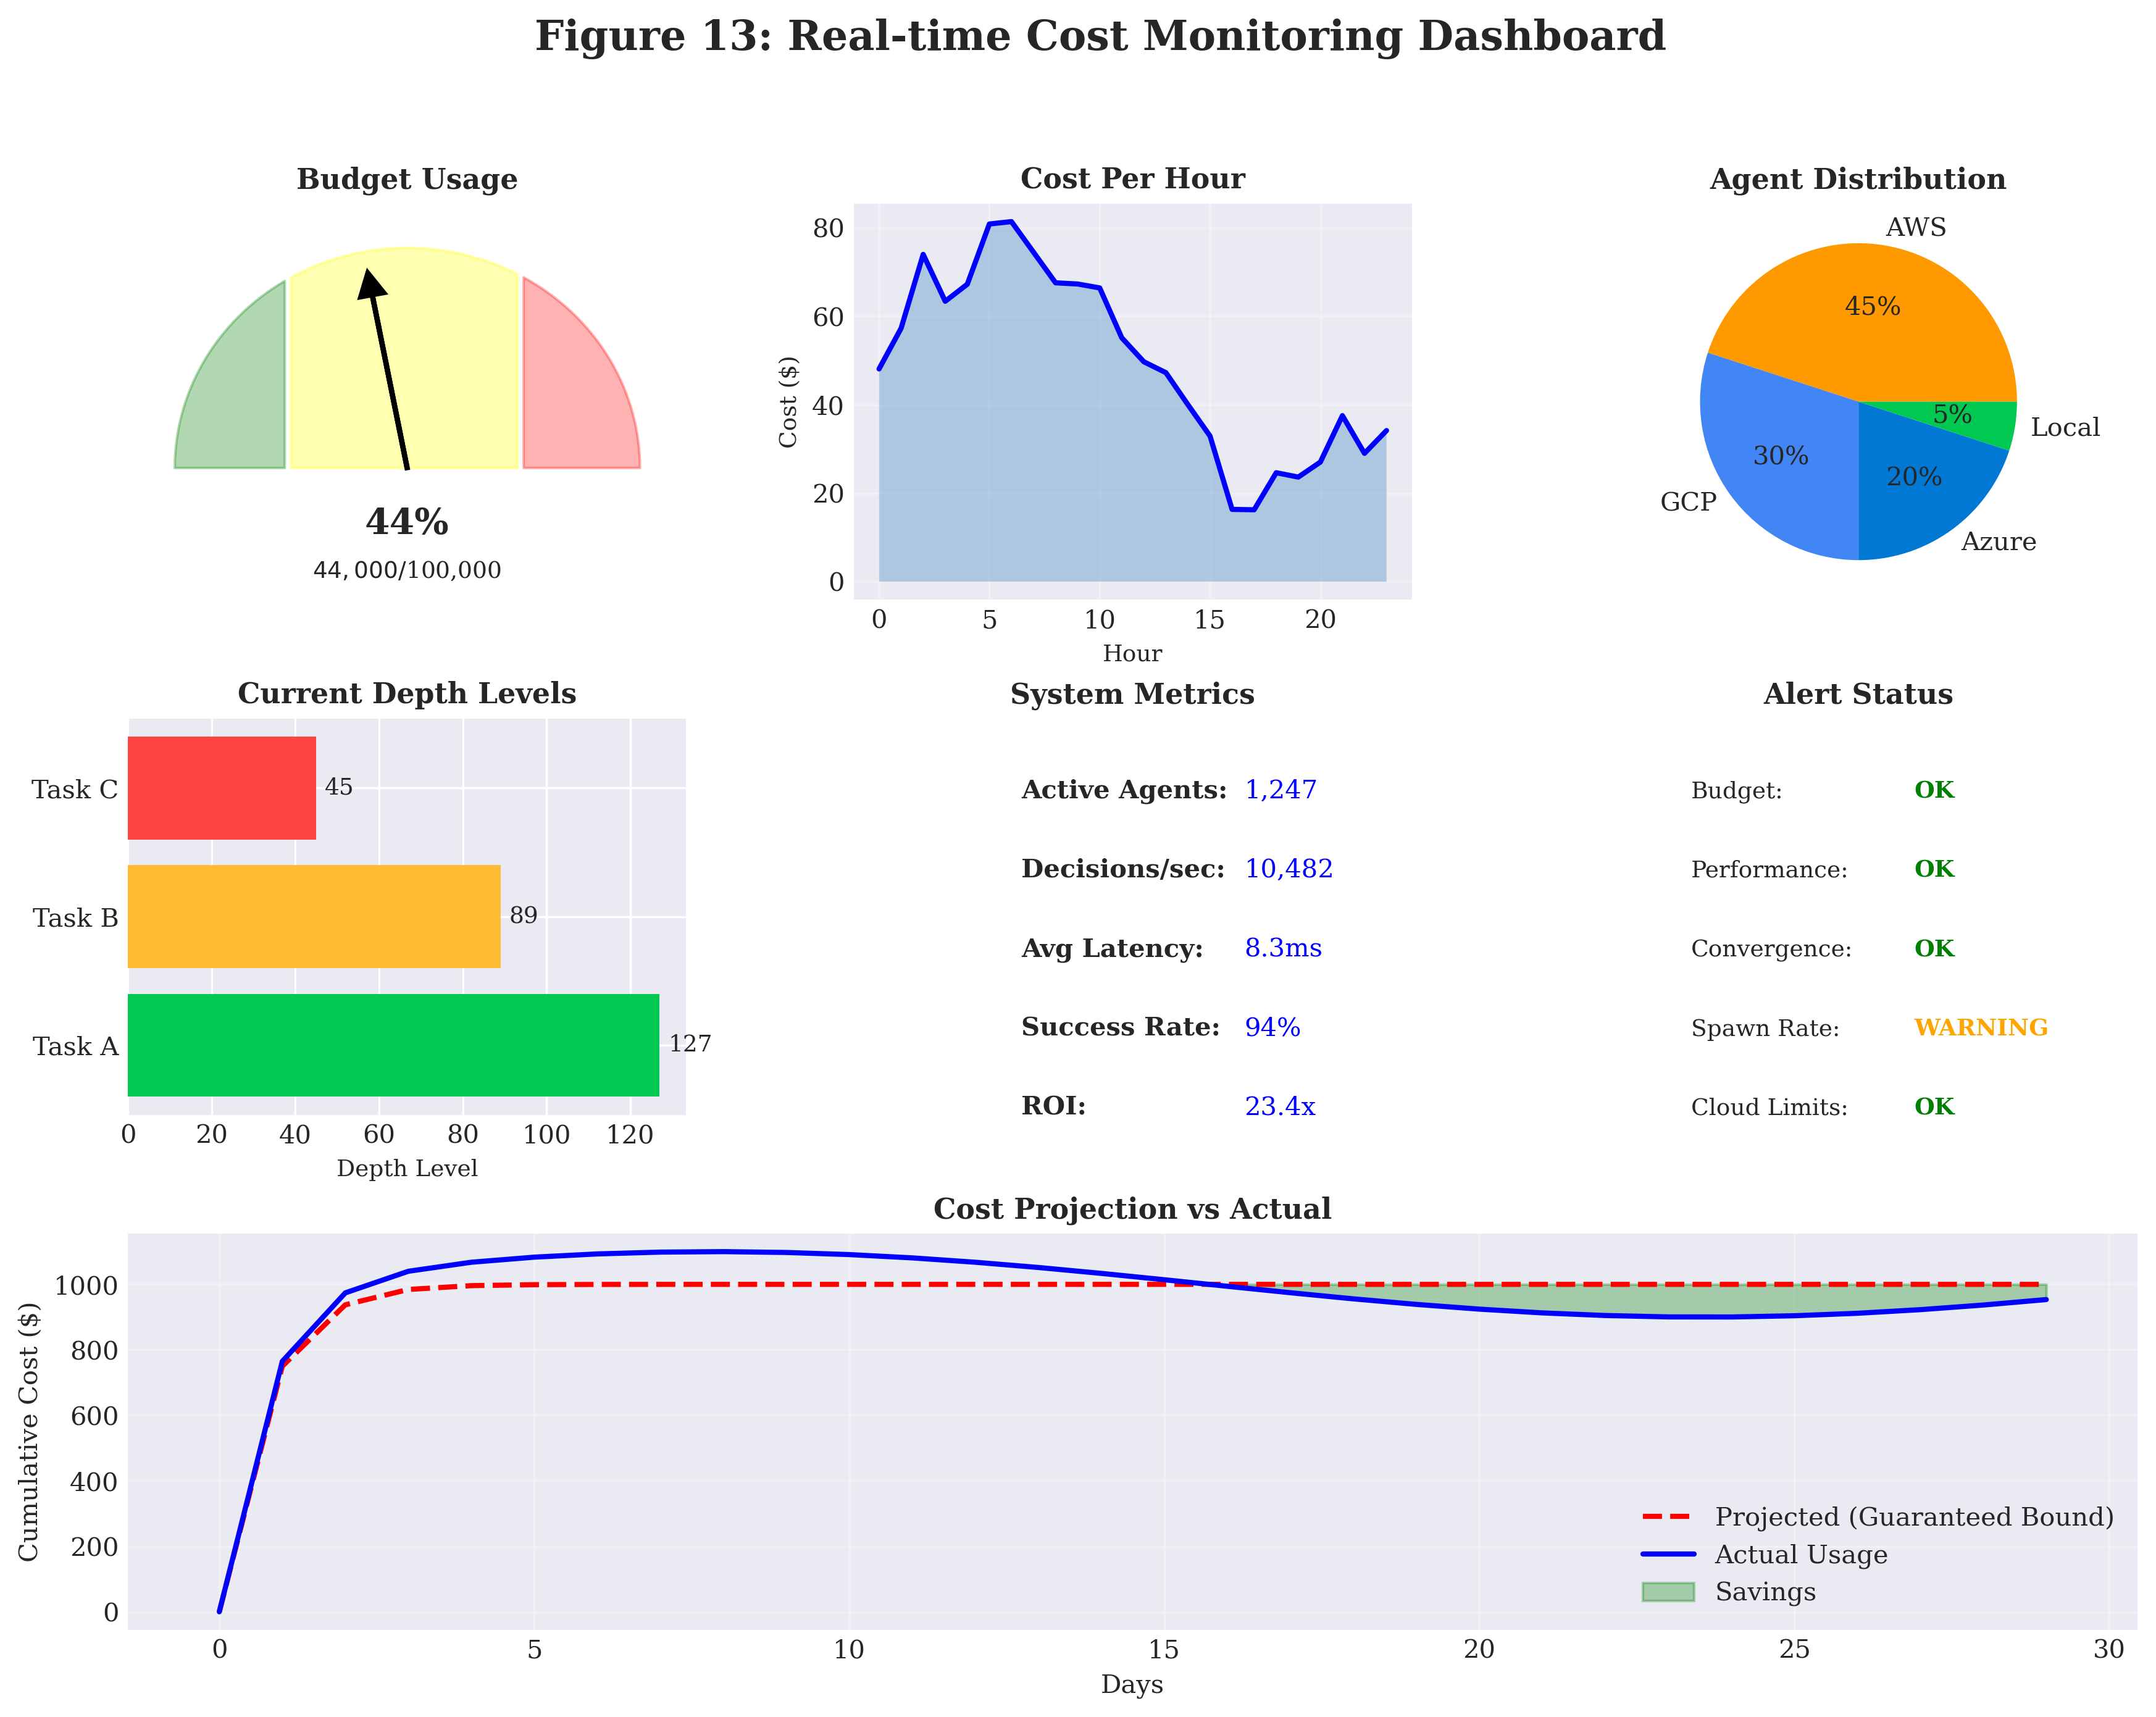 Figure 13: Real-time Cost Monitoring Dashboard
Budget Usage
44%
44,000/100,000
Cost Per Hour
Cost ($)
80
60
40
20
0
0 5 10 15 20
Hour
Agent Distribution
AWS
45%
GCP
30%
Azure
20%
Local
5%
Current Depth Levels
Task C
45
Task B
89
Task A
127
0 20 40 60 80 100 120
Depth Level
System Metrics
Active Agents: 1,247
Decisions/sec: 10,482
Avg Latency: 8.3ms
Success Rate: 94%
ROI: 23.4x
Alert Status
Budget: OK
Performance: OK
Convergence: OK
Spawn Rate: WARNING
Cloud Limits: OK
Cost Projection vs Actual
Cumulative Cost ($)
1000
800
600
400
200
0
0 5 10 15 20 25 30
Days
Projected (Guaranteed Bound)
Actual Usage
Savings